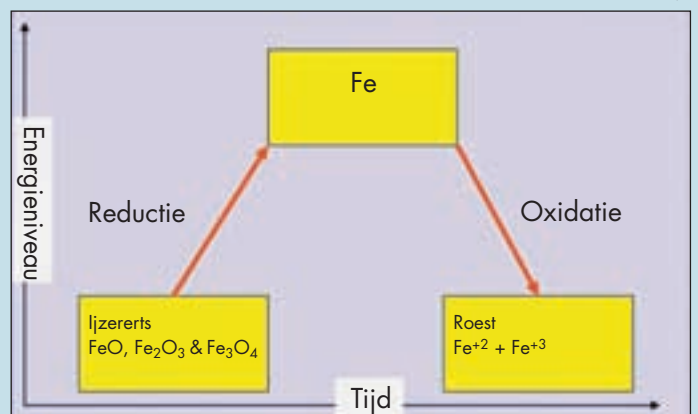 Fe
Energieniveau
Reductie
Oxidatie
Ijzererts
FeO, Fe₂O₃ & Fe₃O₄
Roest
Fe⁺² + Fe⁺³
Tijd